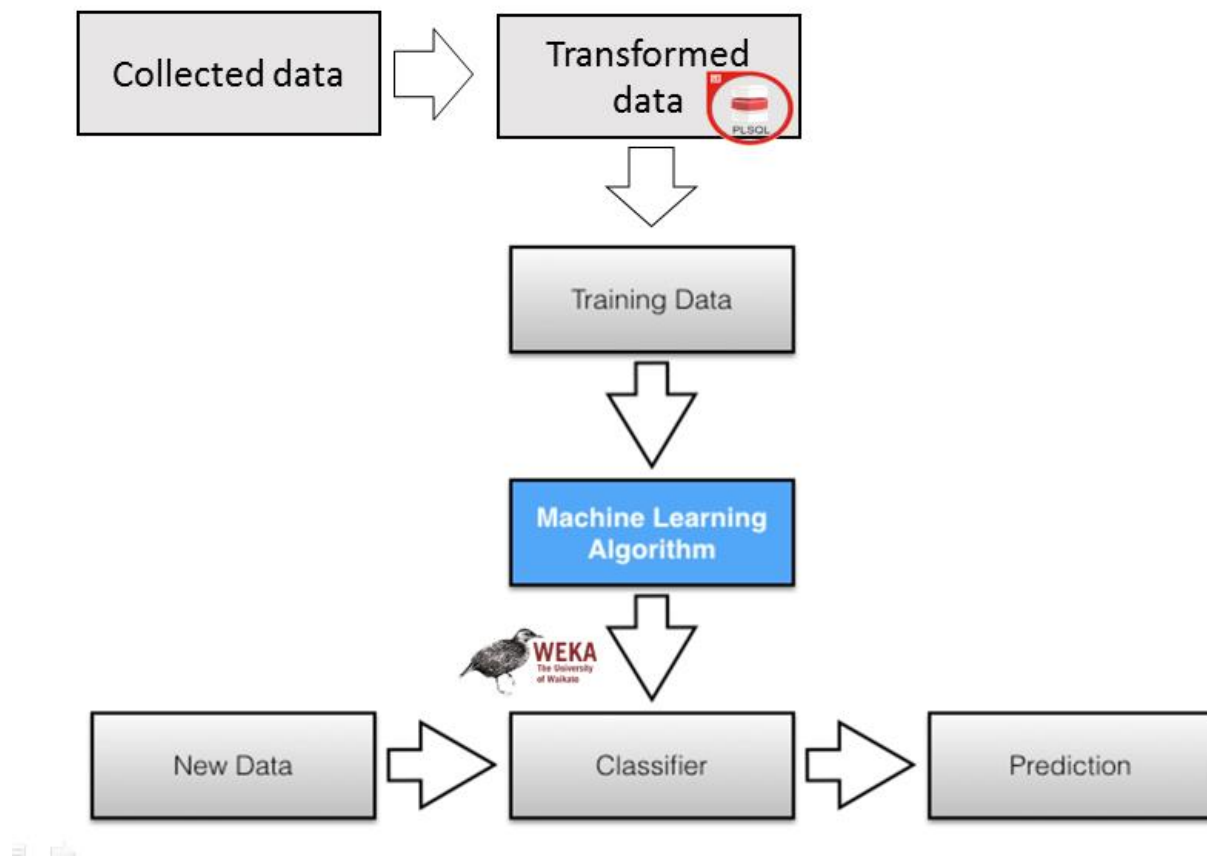 Collected data
Transformed
data
PLSQL
Training Data
Machine Learning
Algorithm
WEKA
The University
of Waikato
New Data
Classifier
Prediction